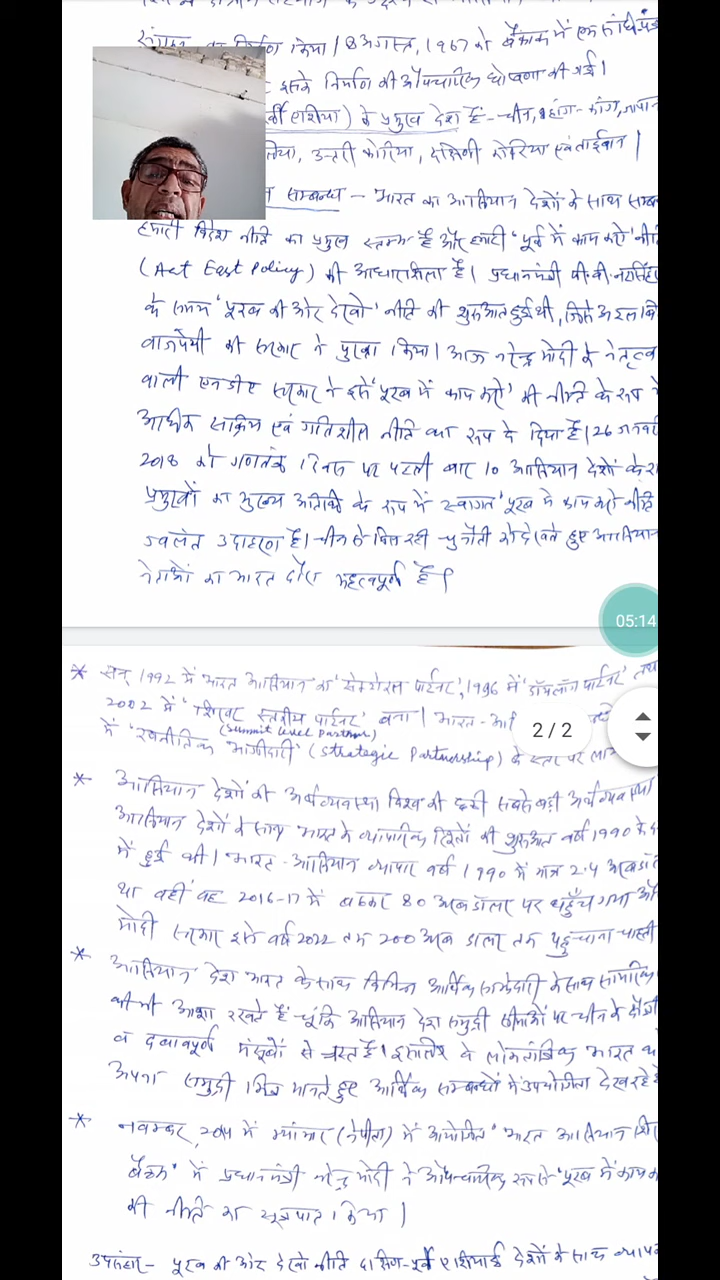 का निर्माण किया। 8 अगस्त, 1967 को बैंकाक में एक
इसके निर्माण की औपचारिक घोषणा की गई।
एशिया) के प्रमुख देश हैं- चीन, हांग-कांग, जापान
उत्तरी कोरिया, दक्षिणी कोरिया एवं ताईवान।
सम्बन्ध - भारत का आसियान देशों के साथ सम्बन्ध
हमारी विदेश नीति का प्रमुख स्तम्भ है और हमारी 'पूर्व में काम करो' नीति
(Act East Policy) की आधारशिला है। प्रधानमंत्री पी.वी. नरसिंह
के समय 'पूरब की ओर देखो' नीति की शुरुआत हुई थी, जिसे अटल बि
वाजपेयी की सरकार ने पुख्ता किया। आज नरेन्द्र मोदी के नेतृत्व
वाली एनडीए सरकार ने इसे 'पूरब में काम करो' की नीति के रूप में
अधिक सक्रिय एवं गतिशील नीति का रूप दे दिया है। 26 जनवरी
2018 को गणतंत्र दिवस पर पहली बार 10 आसियान देशों के रा
प्रमुखों का मुख्य अतिथि के रूप में स्वागत 'पूरब में काम करो नीति
ज्वलंत उदाहरण है। चीन से मिल रही चुनौती को देखते हुए आसियान
नेताओं का भारत दौरा महत्वपूर्ण है।
05:14
* सन् 1992 में भारत आसियान का 'सेक्टोरल पार्टनर', 1996 में 'डॉयलॉग पार्टनर' तथा
2002 में 'शिखर स्तरीय पार्टनर' बना। भारत-आसि
(Summit level Partner)
2/2
में 'रणनीतिक भागीदारी' (Strategic Partnership) के स्तर पर
* आसियान देशों की अर्थव्यवस्था विश्व की सबसे बड़ी अर्थव्यवस्था
आसियान देशों के साथ भारत के व्यापारिक रिश्तों की शुरुआत वर्ष 1990 के द
में हुई थी। भारत-आसियान व्यापार वर्ष 1990 में मात्र 2.4 अरब डॉ
था वहीं वह 2016-17 में बढ़कर 80 अरब डॉलर पर पहुँच गया और
मोदी सरकार इसे वर्ष 2022 तक 200 अरब डालर तक पहुंचाना चाहती
* आसियान देश भारत के साथ विभिन्न आर्थिक साझेदारी के साथ सामरिक
की भी आशा रखते हैं चूंकि आसियान देश समुद्री सीमाओं पर चीन के
व दबावपूर्ण मंसूबों से त्रस्त हैं। इसलिए वे लोकतांत्रिक भारत को
अपना समुद्री मित्र मानते हुए आर्थिक सम्बन्धों में उपयोगिता देख रहे हैं
* नवम्बर, 2014 में म्यांमार (नेपीता) में आयोजित 'भारत आसियान शि
बैठक' में प्रधानमंत्री नरेन्द्र मोदी ने औपचारिक रूप से 'पूरब में काम क
की नीति का सूत्रपात किया।
उपसंहार - पूरब की ओर देखो नीति दक्षिण-पूर्व एशियाई देशों के साथ व्यापार